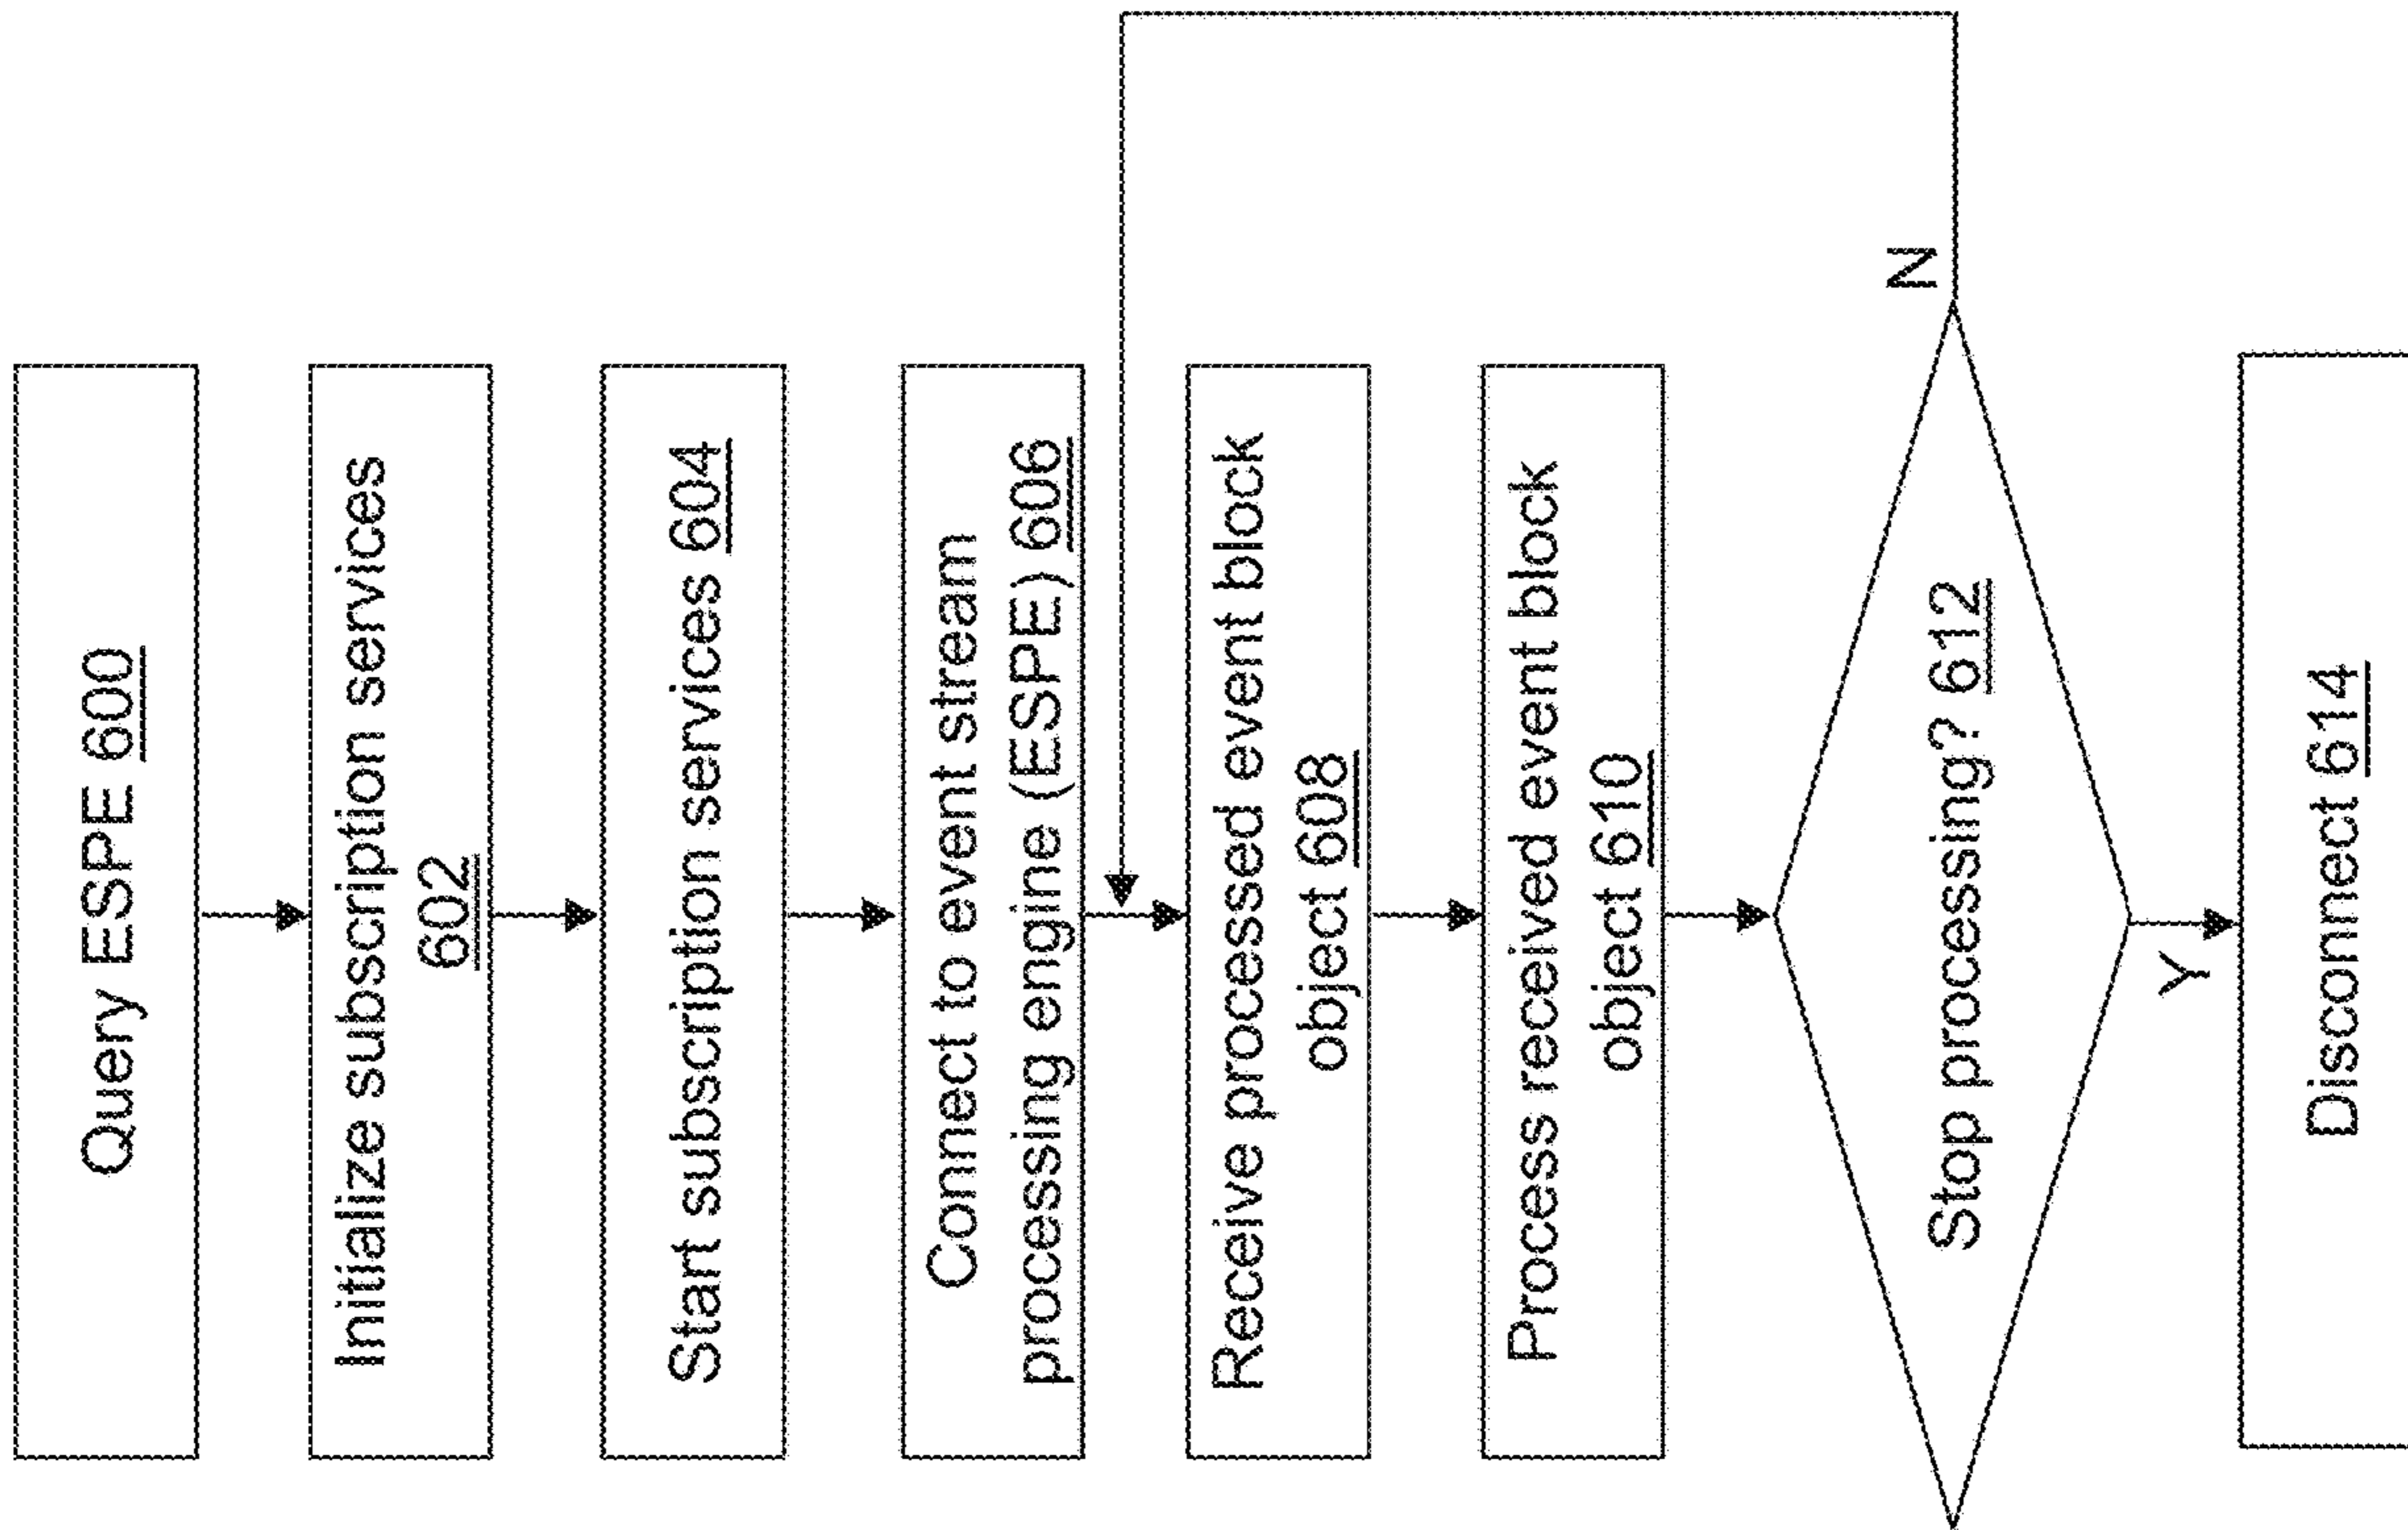 Query ESPE 600
Initialize subscription services
602
Start subscription services 604
Connect to event stream
processing engine (ESPE) 606
Receive processed event block
object 608
Process received event block
object 610
Stop processing? 612
N
Y
Disconnect 614